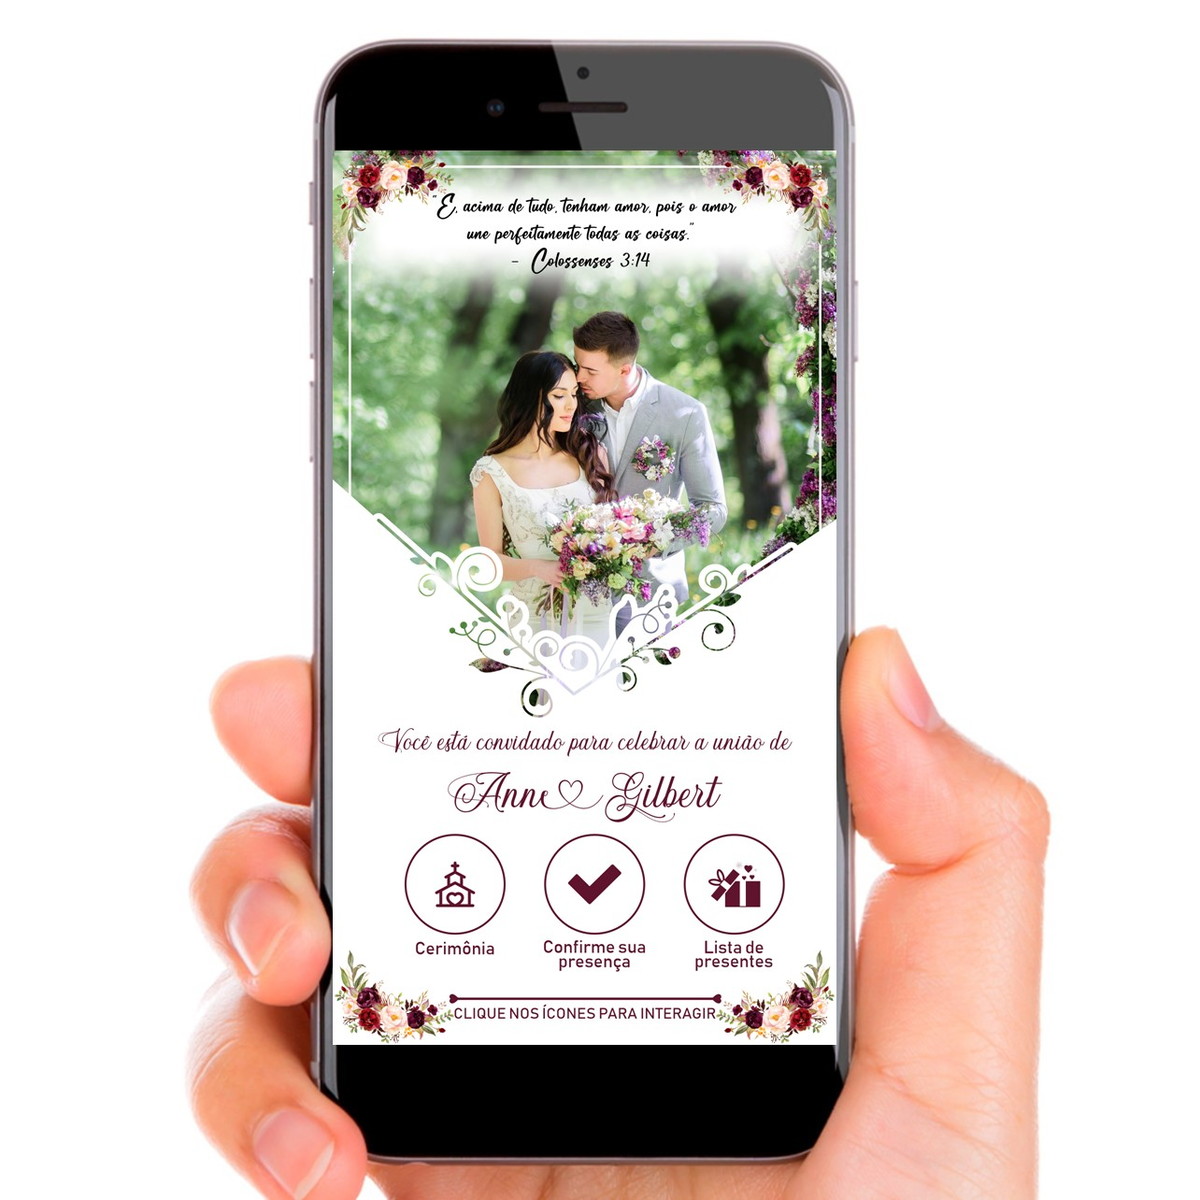 "E, acima de tudo, tenham amor, pois o amor
une perfeitamente todas as coisas."
- Colossenses 3:14
Você está convidado para celebrar a união de
Anne Gilbert
Cerimônia
Confirme sua
presença
Lista de
presentes
CLIQUE NOS ÍCONES PARA INTERAGIR